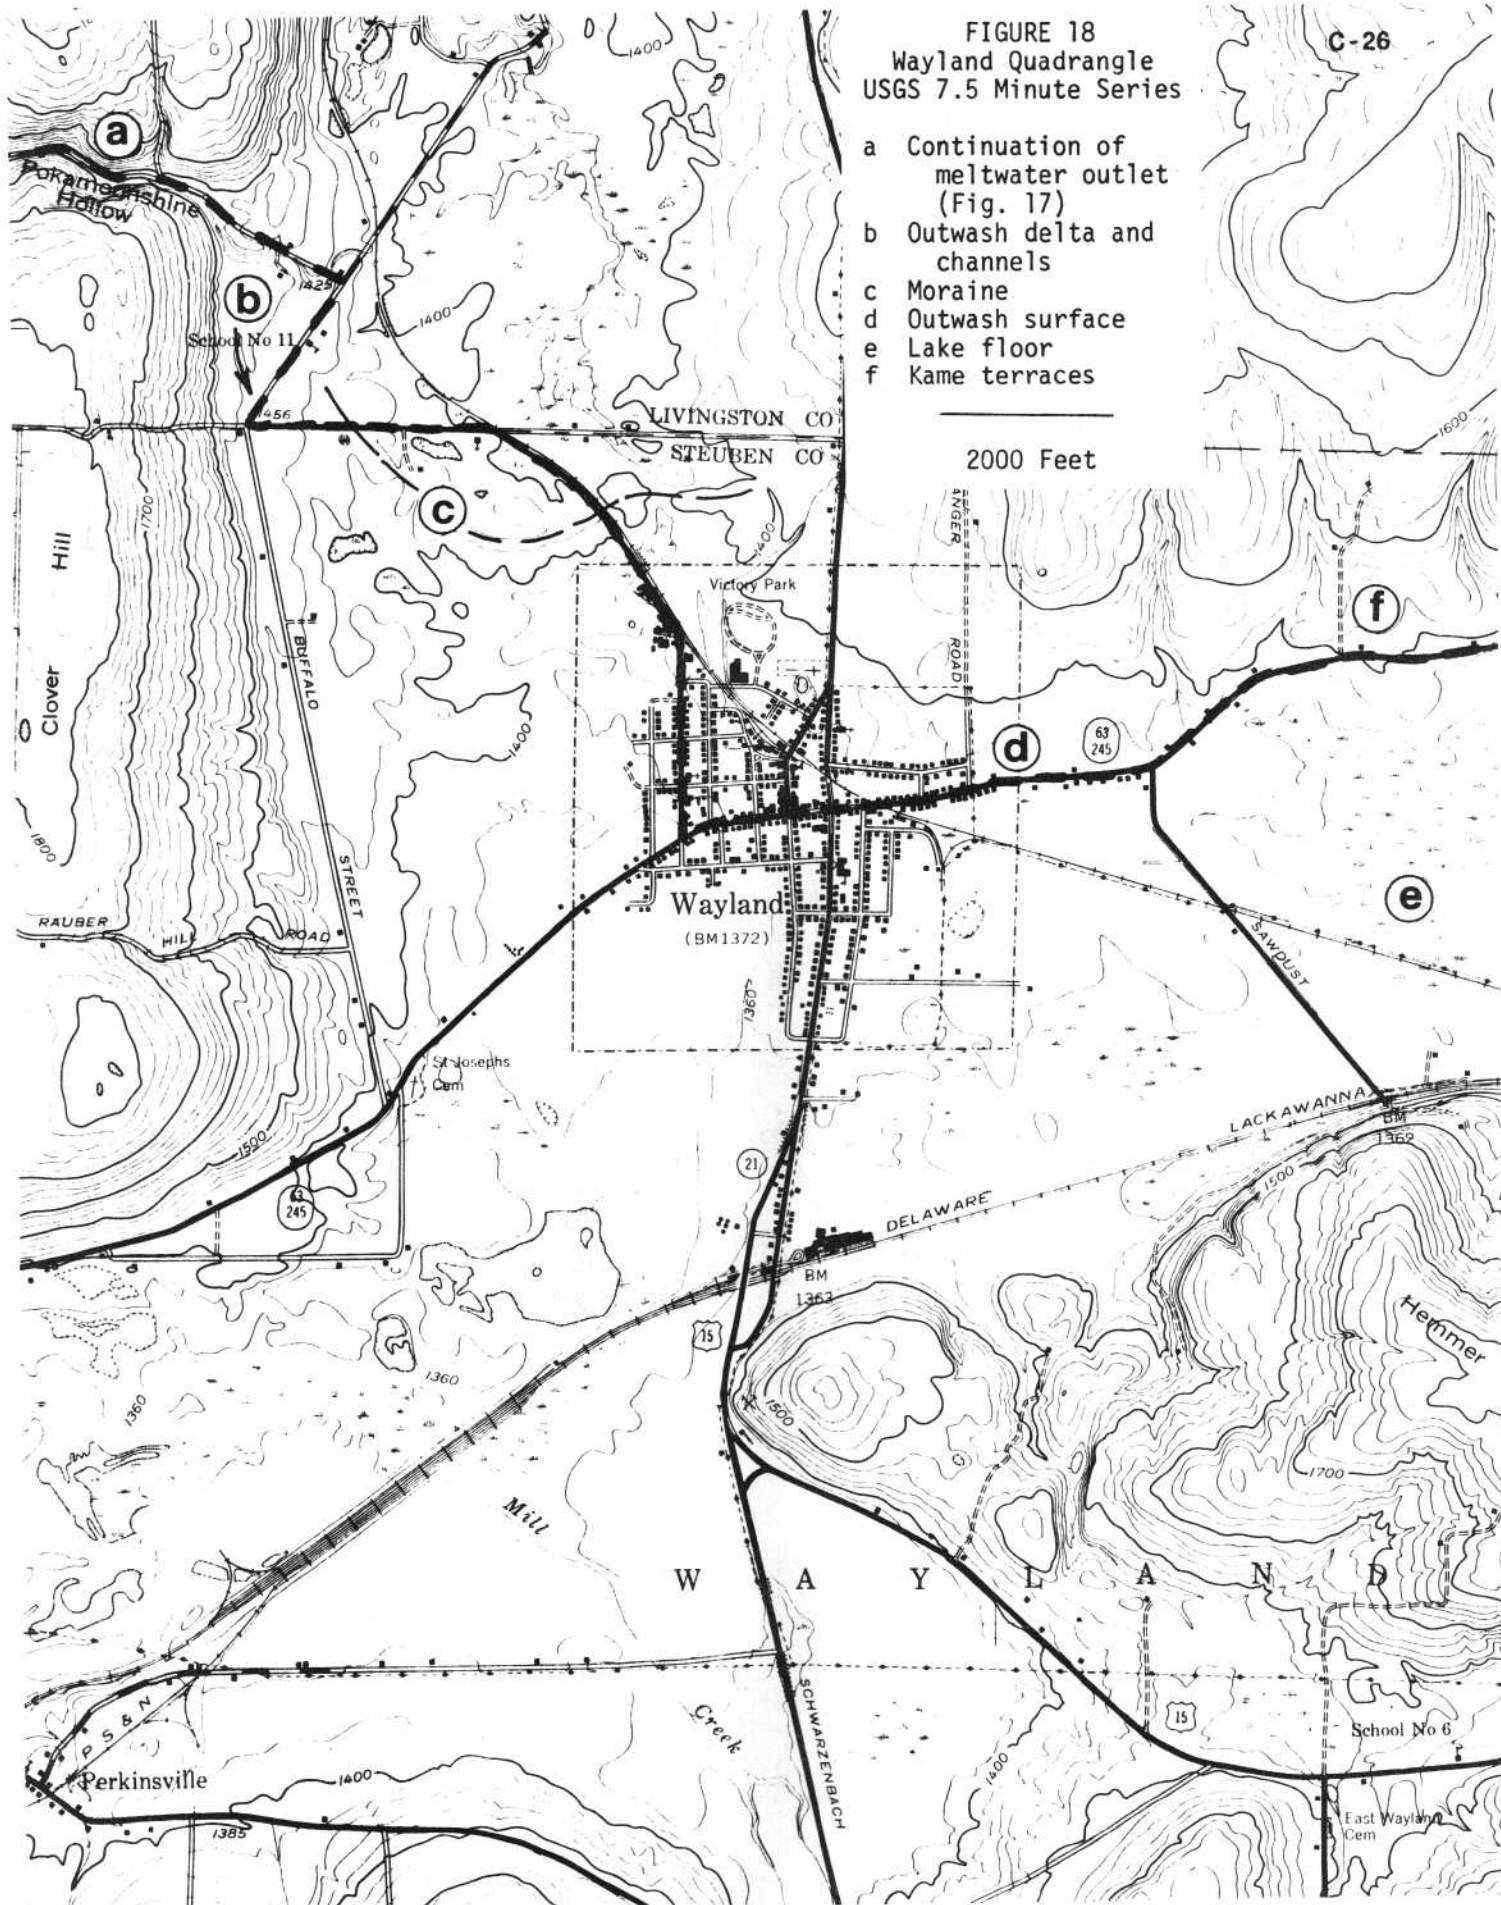 FIGURE 18
Wayland Quadrangle
USGS 7.5 Minute Series
C-26
a Continuation of
meltwater outlet
(Fig. 17)
b Outwash delta and
channels
c Moraine
d Outwash surface
e Lake floor
f Kame terraces
2000 Feet
1400
a
Pokamoonshine
Hollow
b
1425
1400
School No 11
1456
LIVINGSTON CO
STEUBEN CO
1600
c
1700
Hill
Clover
1400
ANGER
ROAD
Victory Park
f
BUFFALO
STREET
1400
d
63
245
1800
Wayland
(BM1372)
e
RAUBER
HILL
ROAD
SAWDUST
1360
St Josephs
Cem
1500
63
245
21
LACKAWANNA
BM
1369
DELAWARE
1500
BM
1363
15
Hemmer
1360
1360
1500
1700
Mill
W A Y L A N D
P S & N
Creek
SCHWARZENBACH
15
School No 6
Perkinsville
1400
1400
1385
East Wayland
Cem